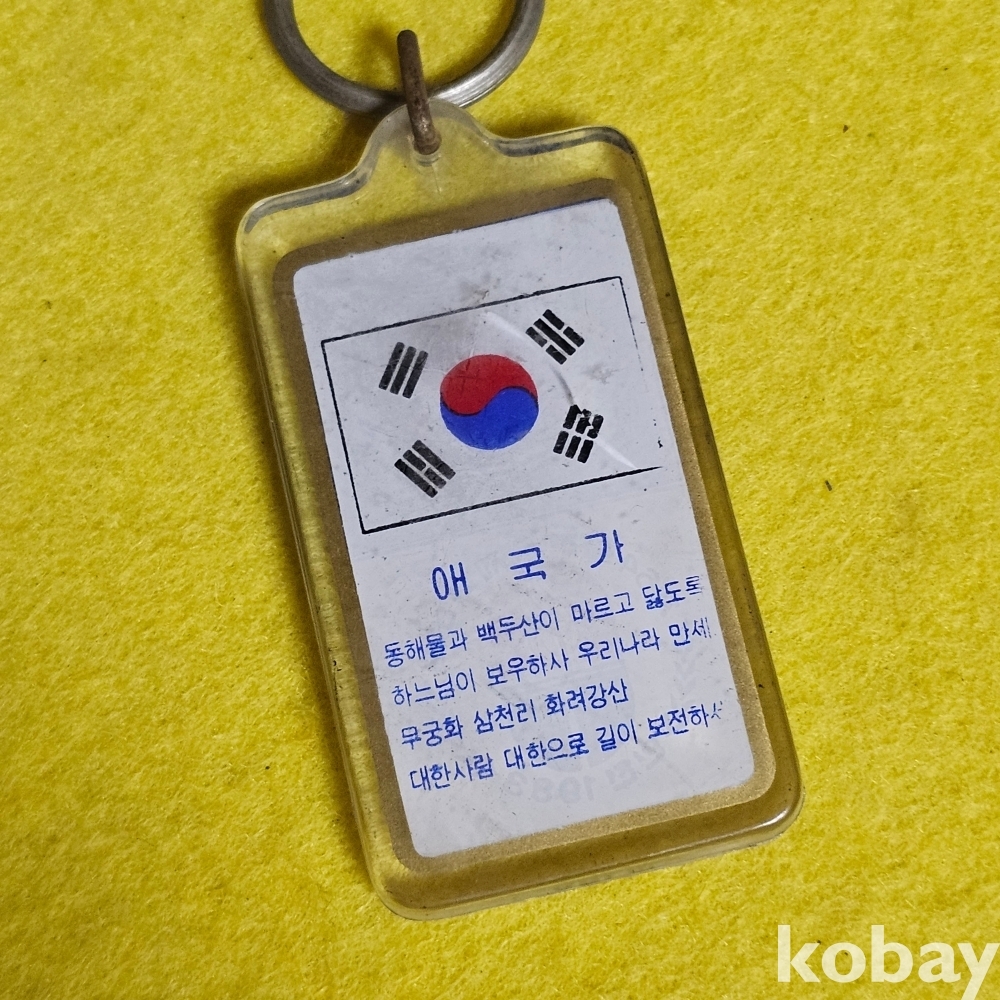 애 국 가
동해물과 백두산이 마르고 닳도록
하느님이 보우하사 우리나라 만세
무궁화 삼천리 화려강산
대한사람 대한으로 길이 보전하
kobay